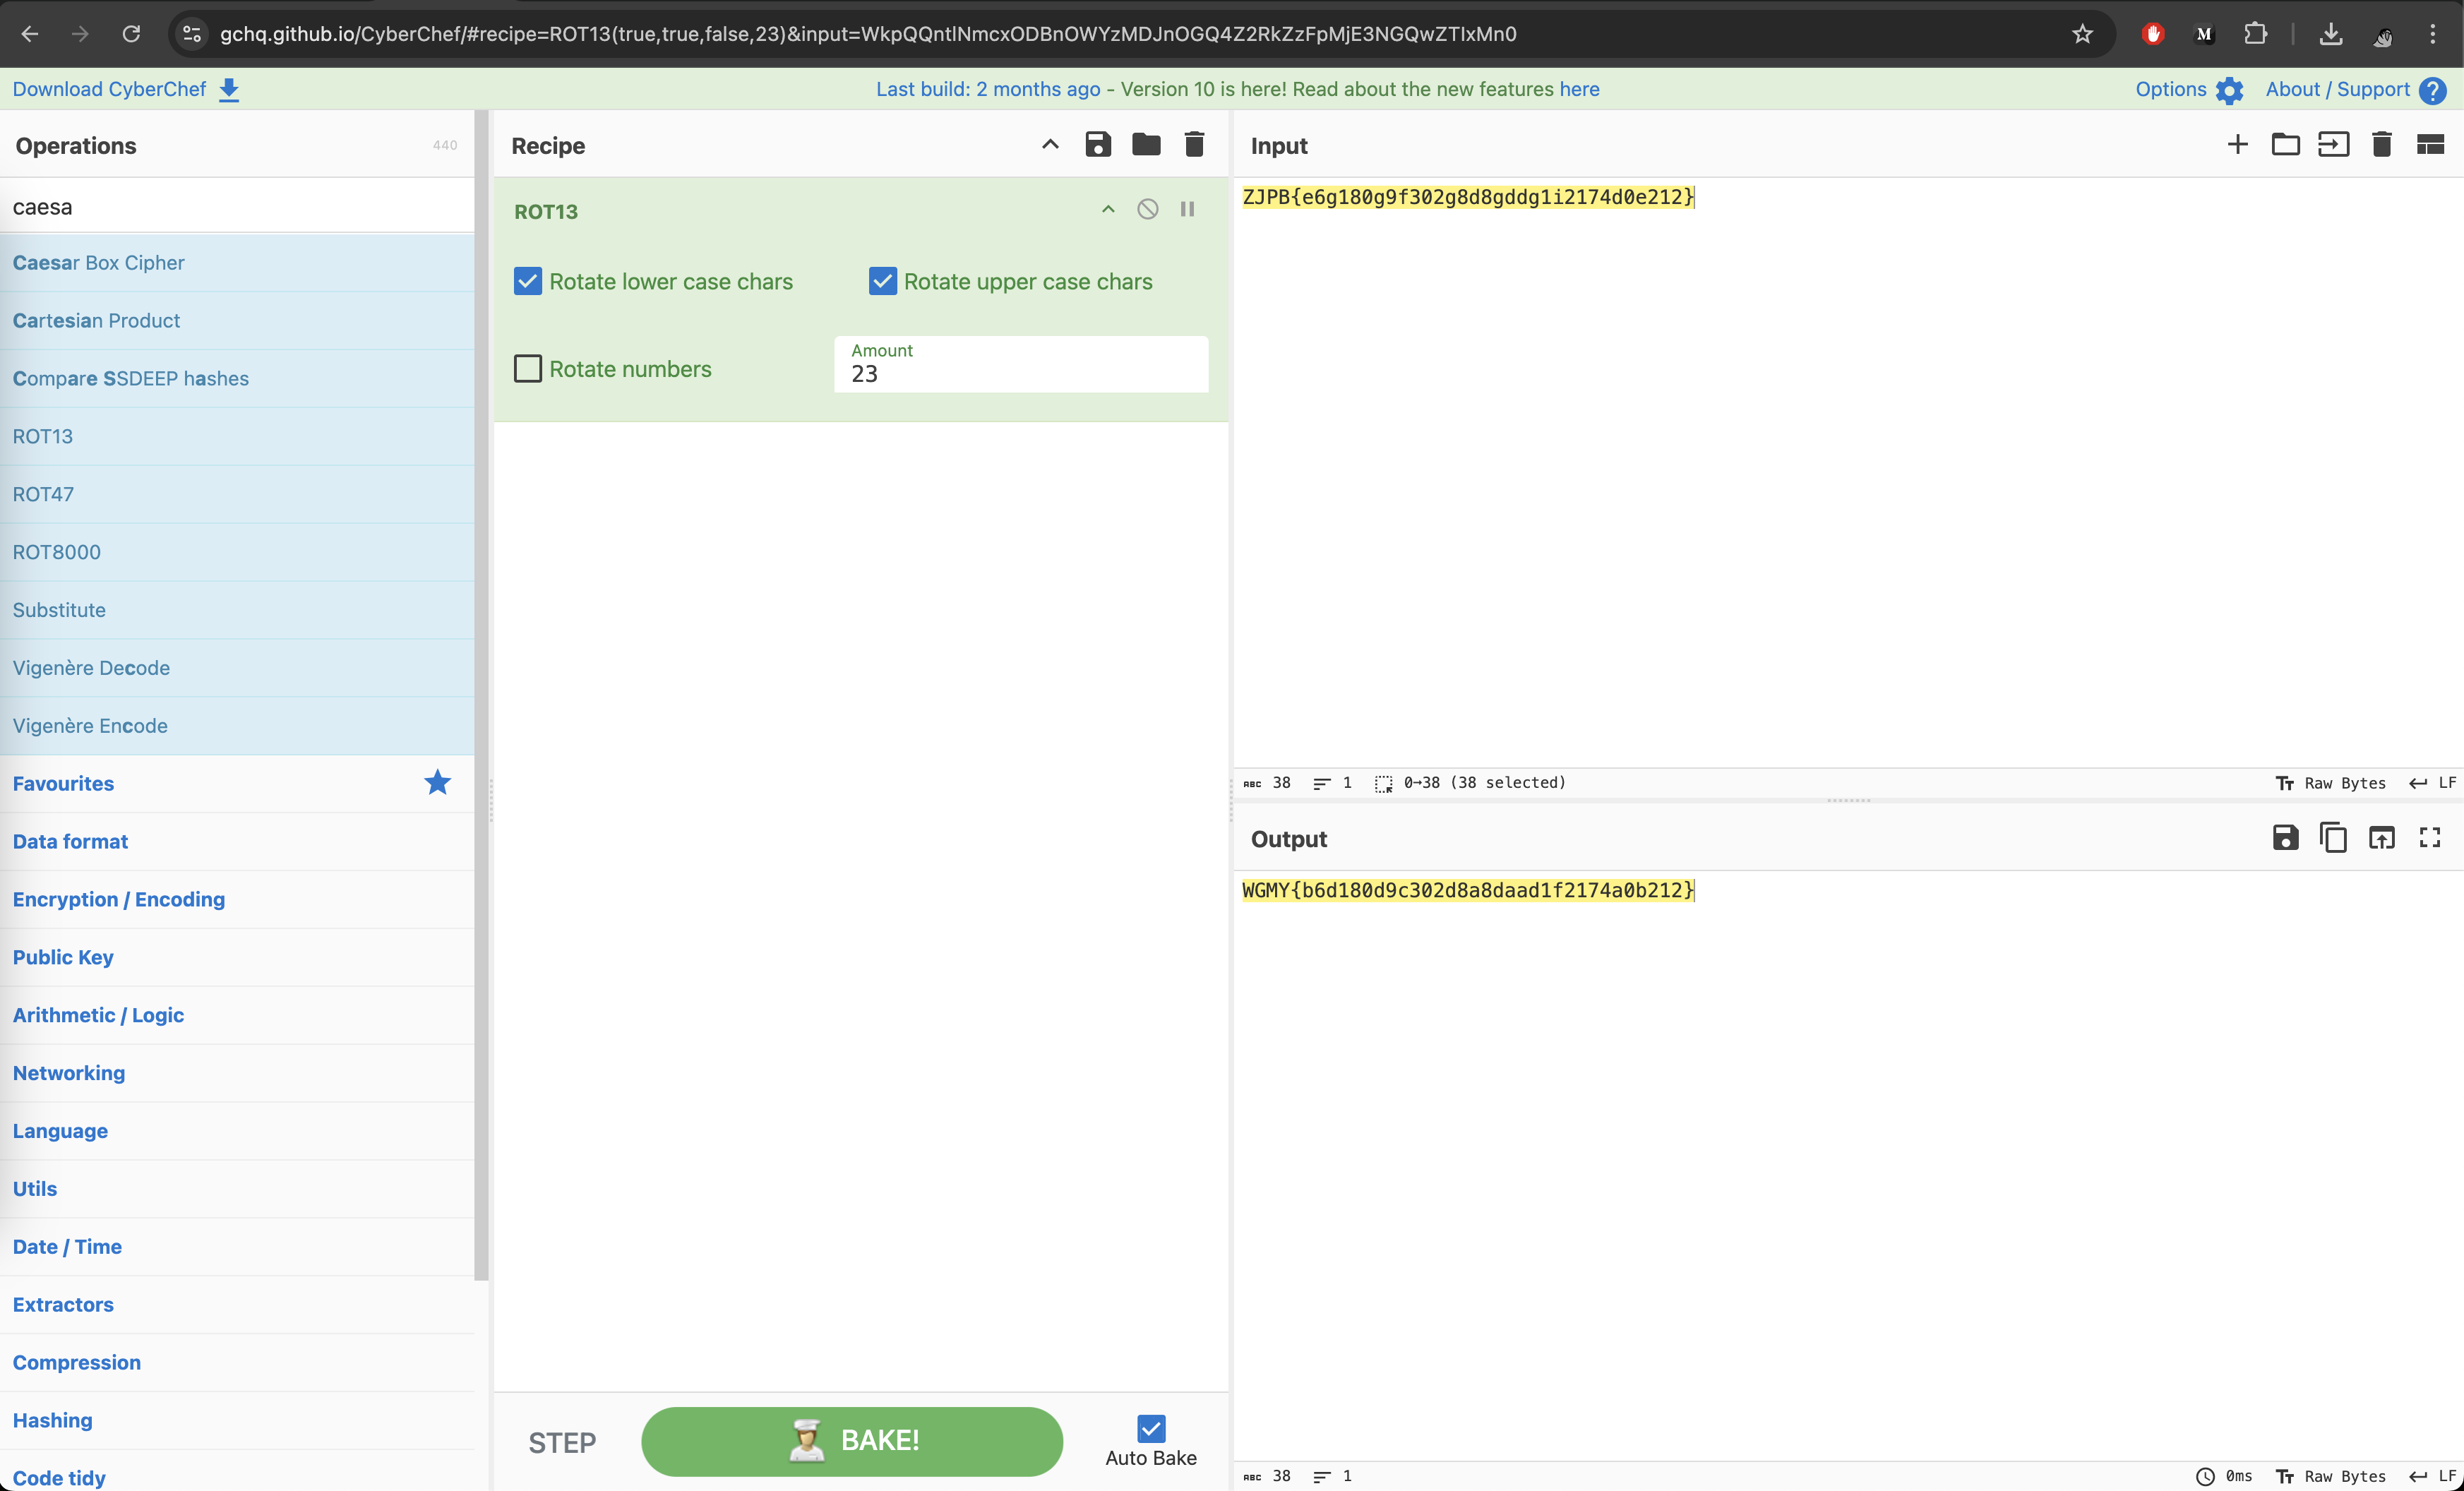 gchq.github.io/CyberChef/#recipe=ROT13(true,true,false,23)&input=WkpQQntlNmcxODBnOWYzMDJnOGQ4Z2RkZzFpMjE3NGQwZTIxMn0
Download CyberChef
Last build: 2 months ago - Version 10 is here! Read about the new features here
Options
About / Support
Operations
440
caesa
Caesar Box Cipher
Cartesian Product
Compare SSDEEP hashes
ROT13
ROT47
ROT8000
Substitute
Vigenère Decode
Vigenère Encode
Favourites
Data format
Encryption / Encoding
Public Key
Arithmetic / Logic
Networking
Language
Utils
Date / Time
Extractors
Compression
Hashing
Code tidy
Recipe
ROT13
Rotate lower case chars
Rotate upper case chars
Rotate numbers
Amount
23
STEP
BAKE!
Auto Bake
Input
ZJPB{e6g180g9f302g8d8gddg1i2174d0e212}
ABC 38
1
0→38 (38 selected)
Tr Raw Bytes
LF
Output
WGMY{b6d180d9c302d8a8daad1f2174a0b212}
ABC 38
1
0ms
Tr Raw Bytes
LF